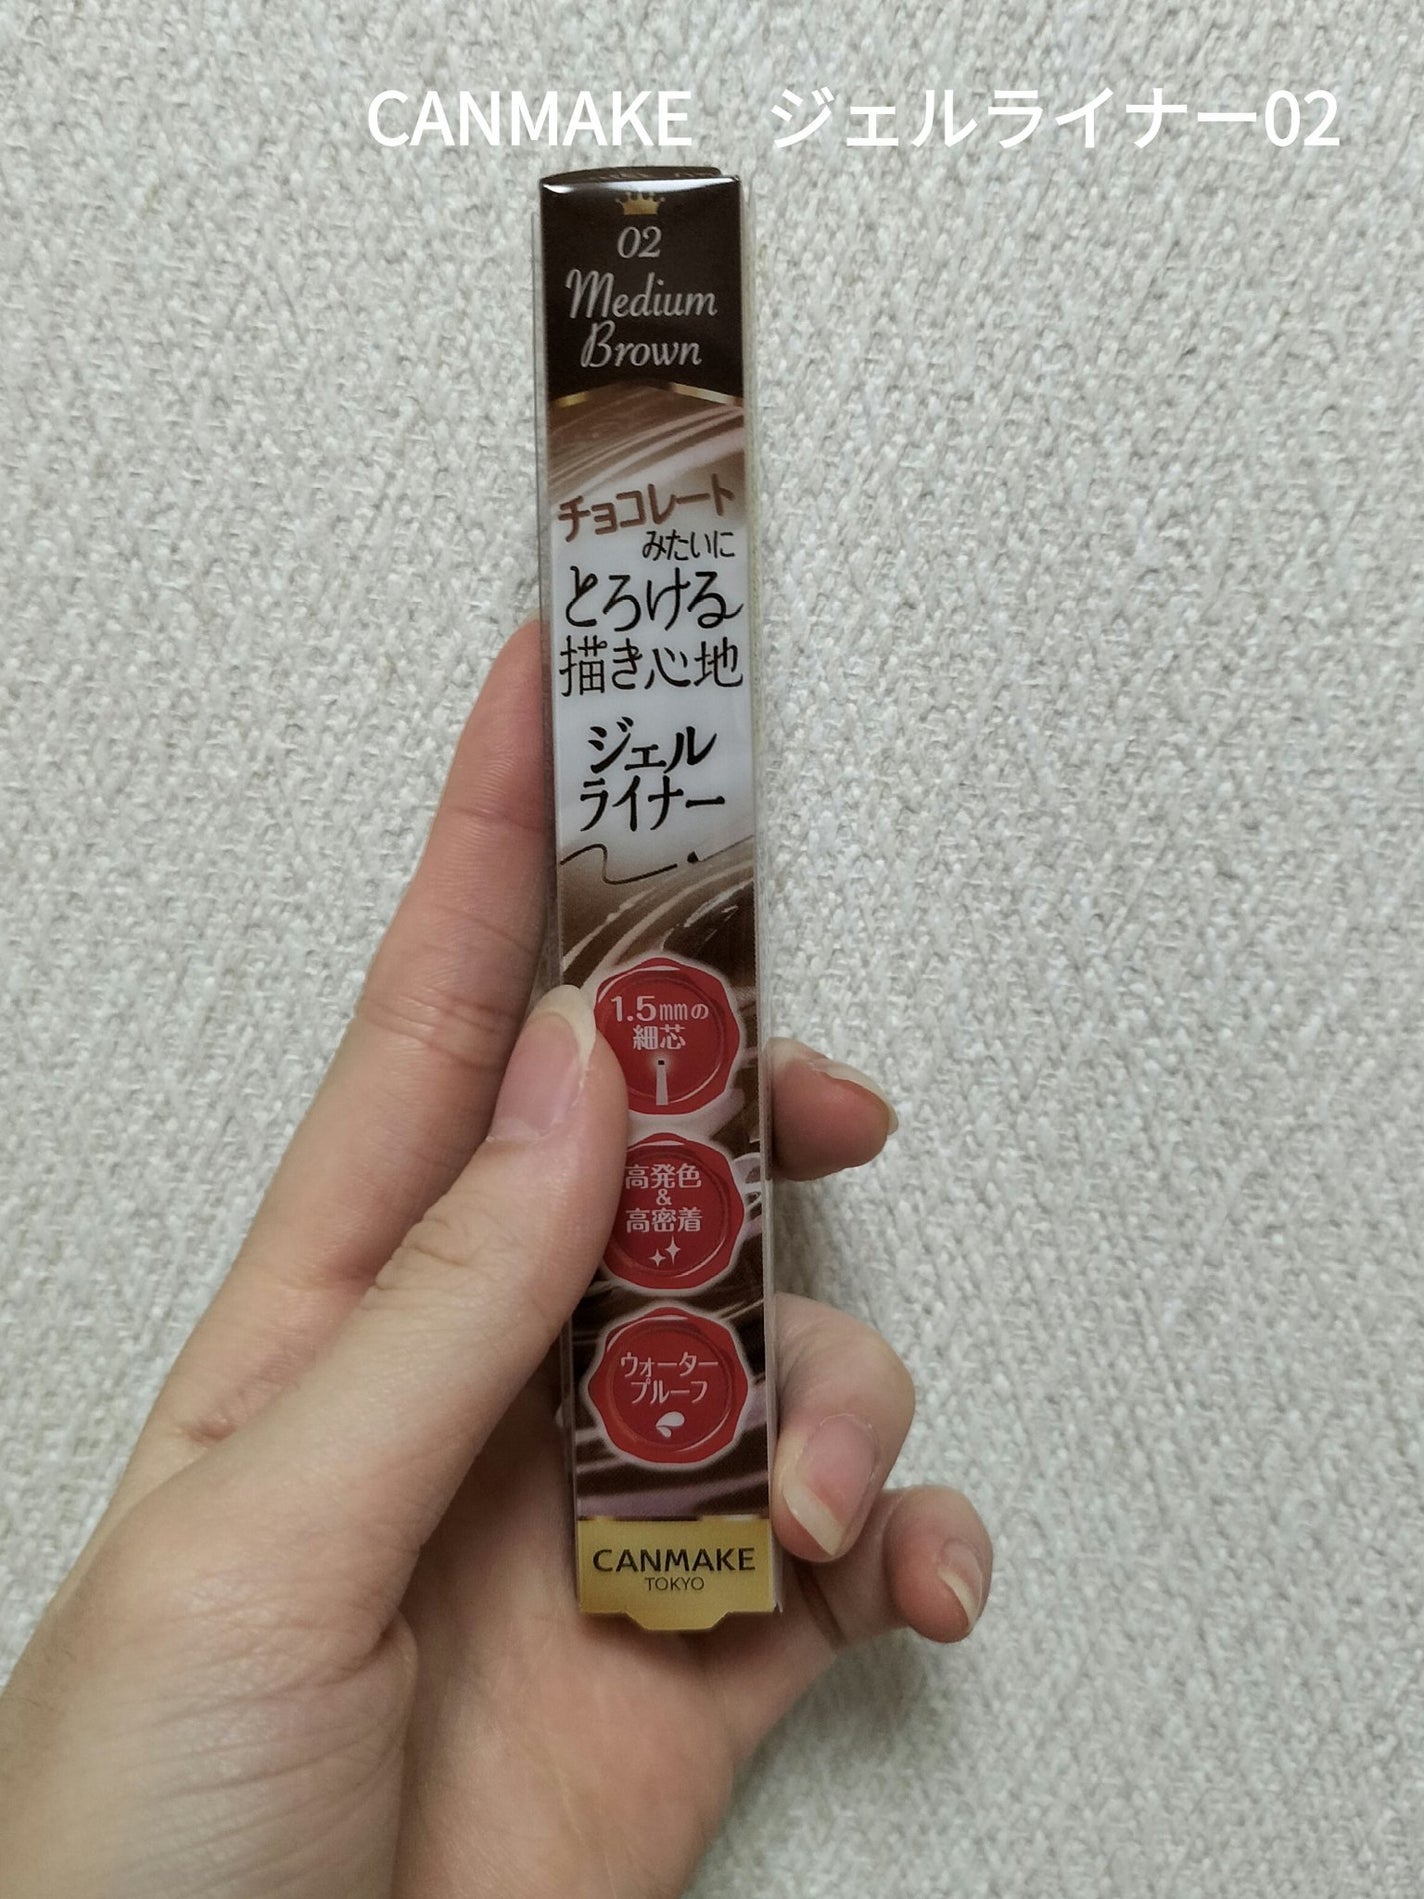 CANMAKE　ジェルライナー02
02
Medium
Brown
チョコレート
みたいに
とろける
描き心地
ジェル
ライナー
1.5mmの
細芯
高発色
&
高密着
ウォーター
プルーフ
CANMAKE
TOKYO